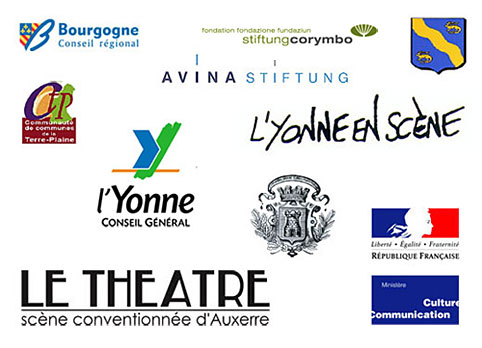 Bourgogne
Conseil régional
fondation fondazione fundaziun
stiftungcorymbo
AVINA STIFTUNG
CTP
Communauté
de communes
de la
Terre-Plaine
L'YONNE EN SCÈNE
l'Yonne
CONSEIL GÉNÉRAL
Liberté • Égalité • Fraternité
RÉPUBLIQUE FRANÇAISE
LE THEATRE
scène conventionnée d'Auxerre
Ministère
Culture
Communication